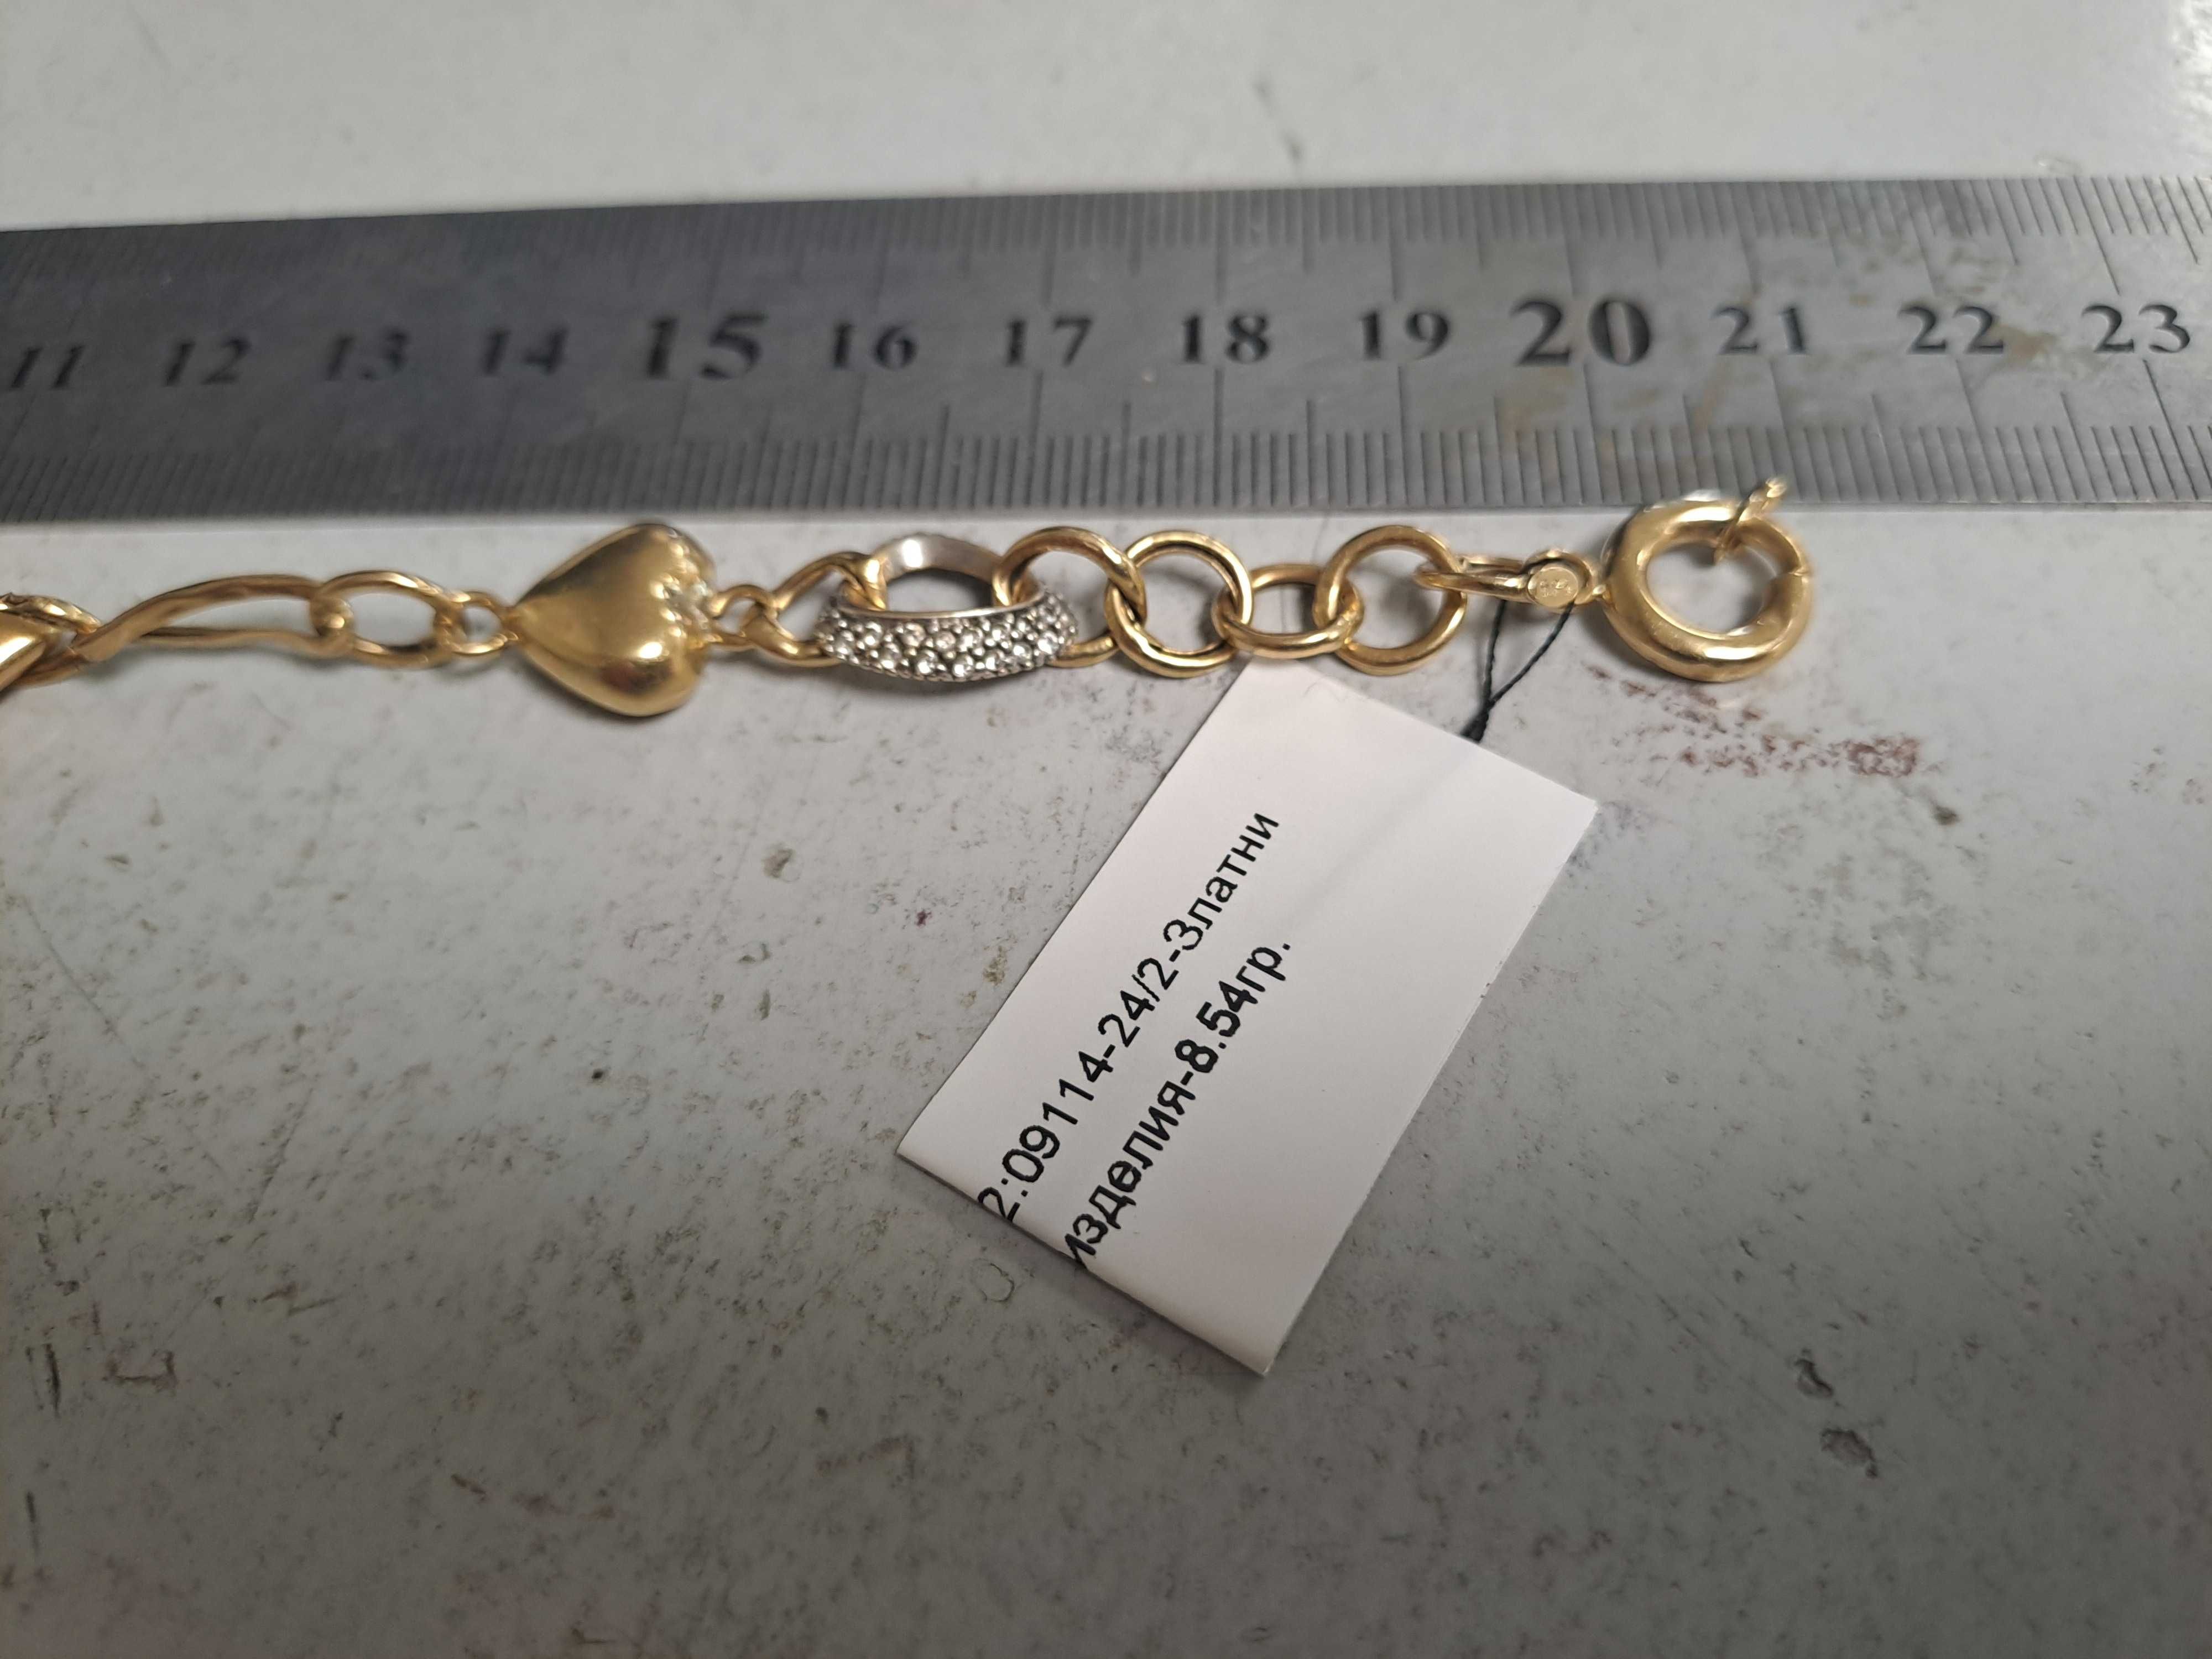 11 12 13 14 15 16 17 18 19 20 21 22 23
2:09114-24/2-Златни
изделия-8.54гр.